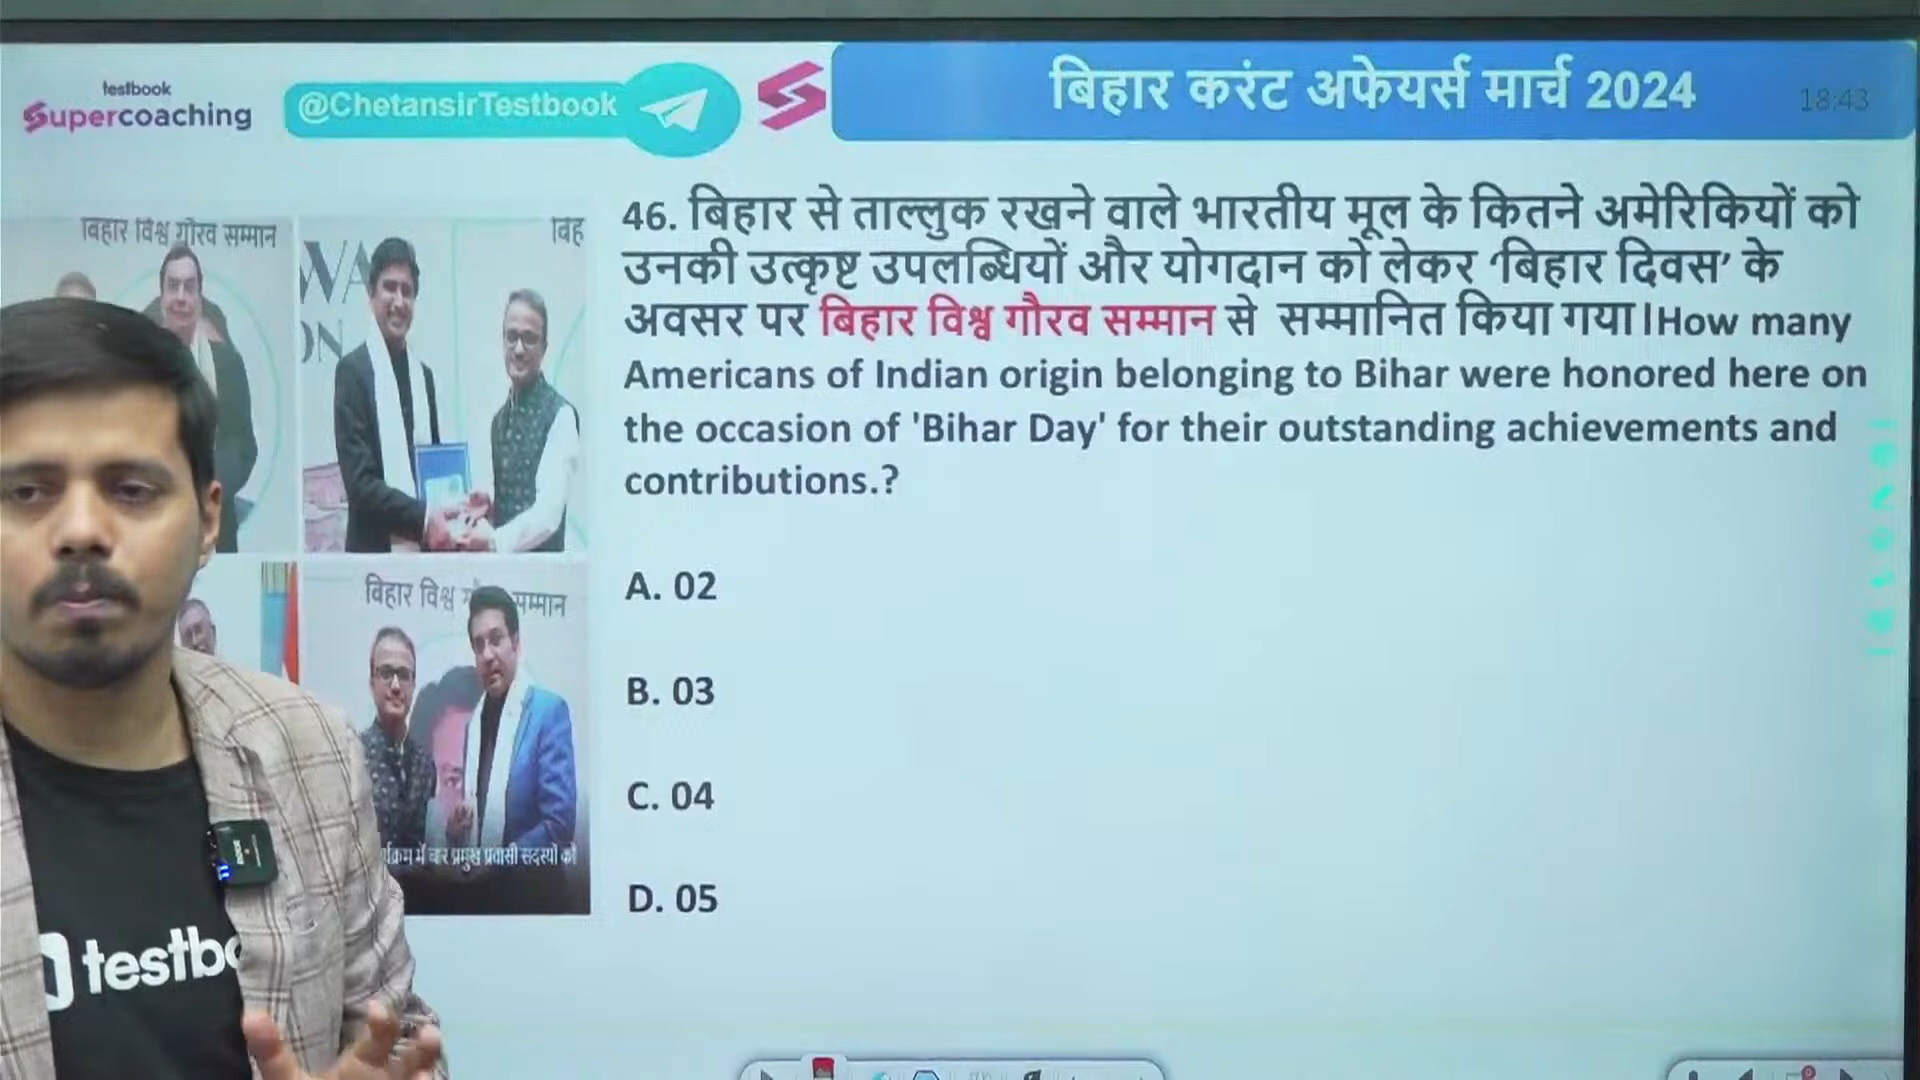 testbook
Supercoaching
@ChetansirTestbook
बिहार करंट अफेयर्स मार्च 2024
18:43
बिहार विश्व गौरव सम्मान
46. बिहार से ताल्लुक रखने वाले भारतीय मूल के कितने अमेरिकियों को
उनकी उत्कृष्ट उपलब्धियों और योगदान को लेकर ‘बिहार दिवस’ के
अवसर पर बिहार विश्व गौरव सम्मान से सम्मानित किया गया।How many
Americans of Indian origin belonging to Bihar were honored here on
the occasion of 'Bihar Day' for their outstanding achievements and
contributions.?
A. 02
B. 03
C. 04
D. 05
बिहार विश्व
में चार प्रमुख प्रवासी सदस्यों को
testbo